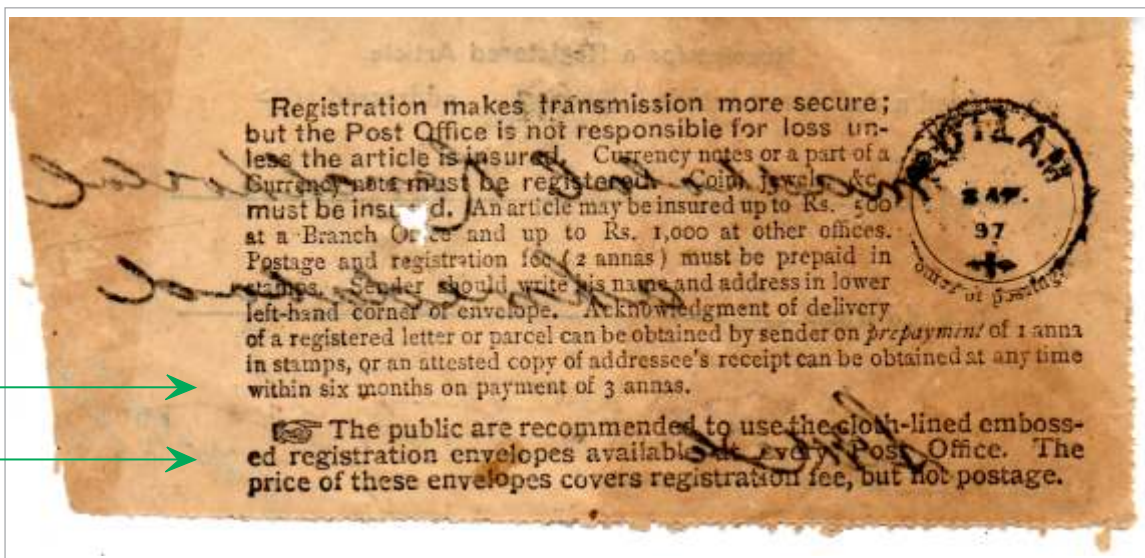 Registration makes transmission more secure;
but the Post Office is not responsible for loss un-
less the article is insured. Currency notes or a part of a
Currency note must be registered. Coin, jewels, &c.,
must be insured. An article may be insured up to Rs. 500
at a Branch Office and up to Rs. 1,000 at other offices.
Postage and registration fee (2 annas) must be prepaid in
stamps. Sender should write his name and address in lower
left-hand corner of envelope. Acknowledgment of delivery
of a registered letter or parcel can be obtained by sender on prepayment of 1 anna
in stamps, or an attested copy of addressee's receipt can be obtained at any time
within six months on payment of 3 annas.
☞ The public are recommended to use the cloth-lined emboss-
ed registration envelopes available at every Post Office. The
price of these envelopes covers registration fee, but not postage.
RUTLAM
97